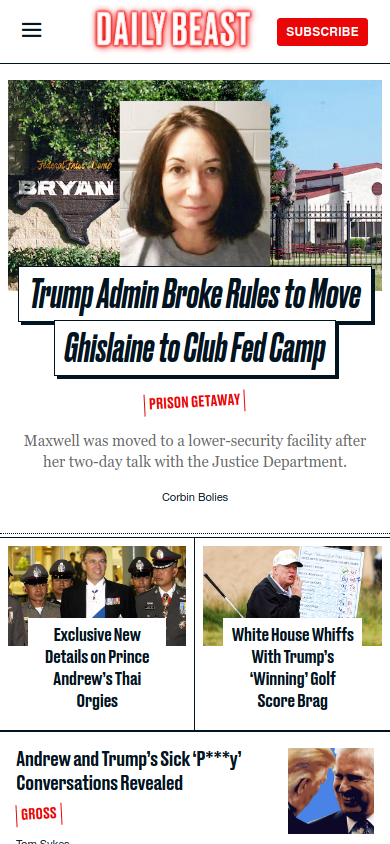 DAILY BEAST
SUBSCRIBE
Federal Prison Camp
BRYAN
Trump Admin Broke Rules to Move
Ghislaine to Club Fed Camp
PRISON GETAWAY
Maxwell was moved to a lower-security facility after
her two-day talk with the Justice Department.
Corbin Bolies
Exclusive New
Details on Prince
Andrew’s Thai
Orgies
White House Whiffs
With Trump’s
‘Winning’ Golf
Score Brag
Andrew and Trump’s Sick ‘P***y’
Conversations Revealed
GROSS
Tom Sykes